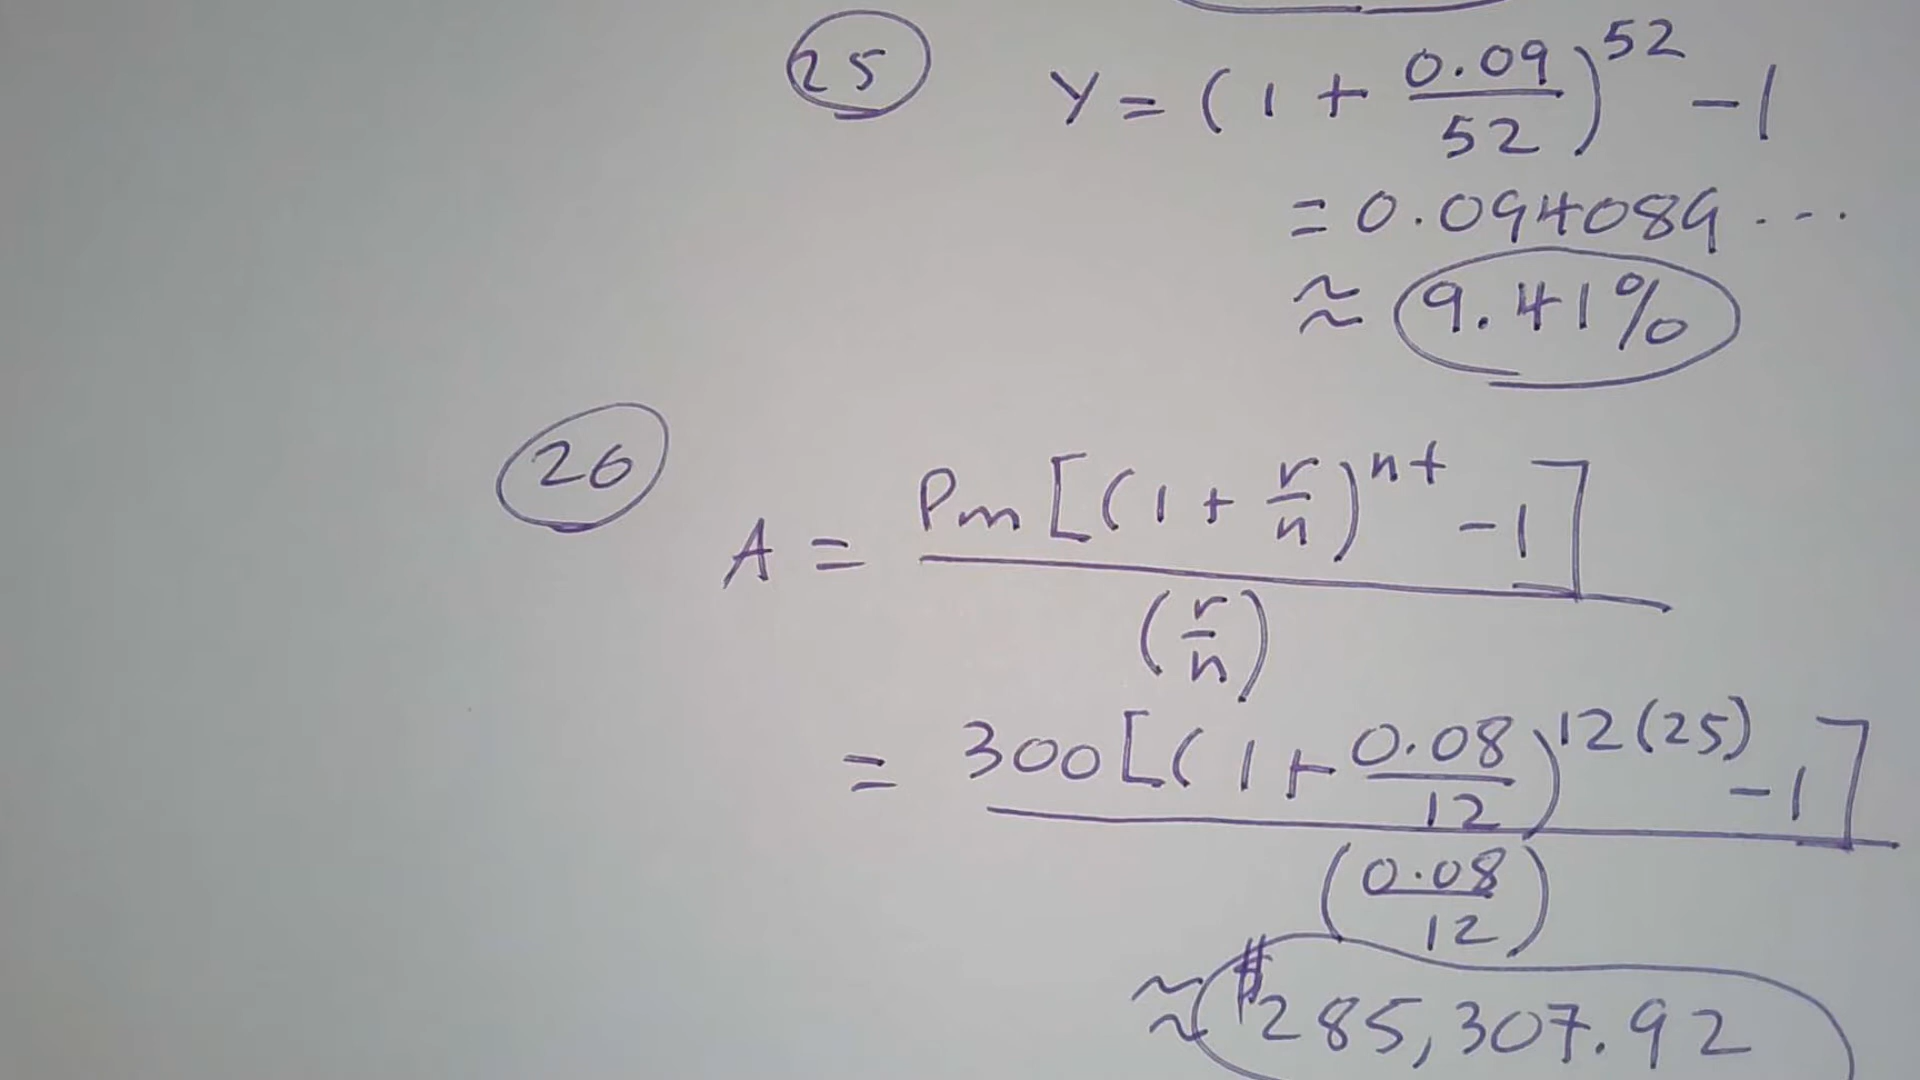 25 Y = (1 + 0.09/52)^52 - 1
= 0.094089...
≈ 9.41%
26
A = Pm[(1 + r/n)^nt - 1] / (r/n)
= 300[(1 + 0.08/12)^12(25) - 1] / (0.08/12)
≈ $285,307.92